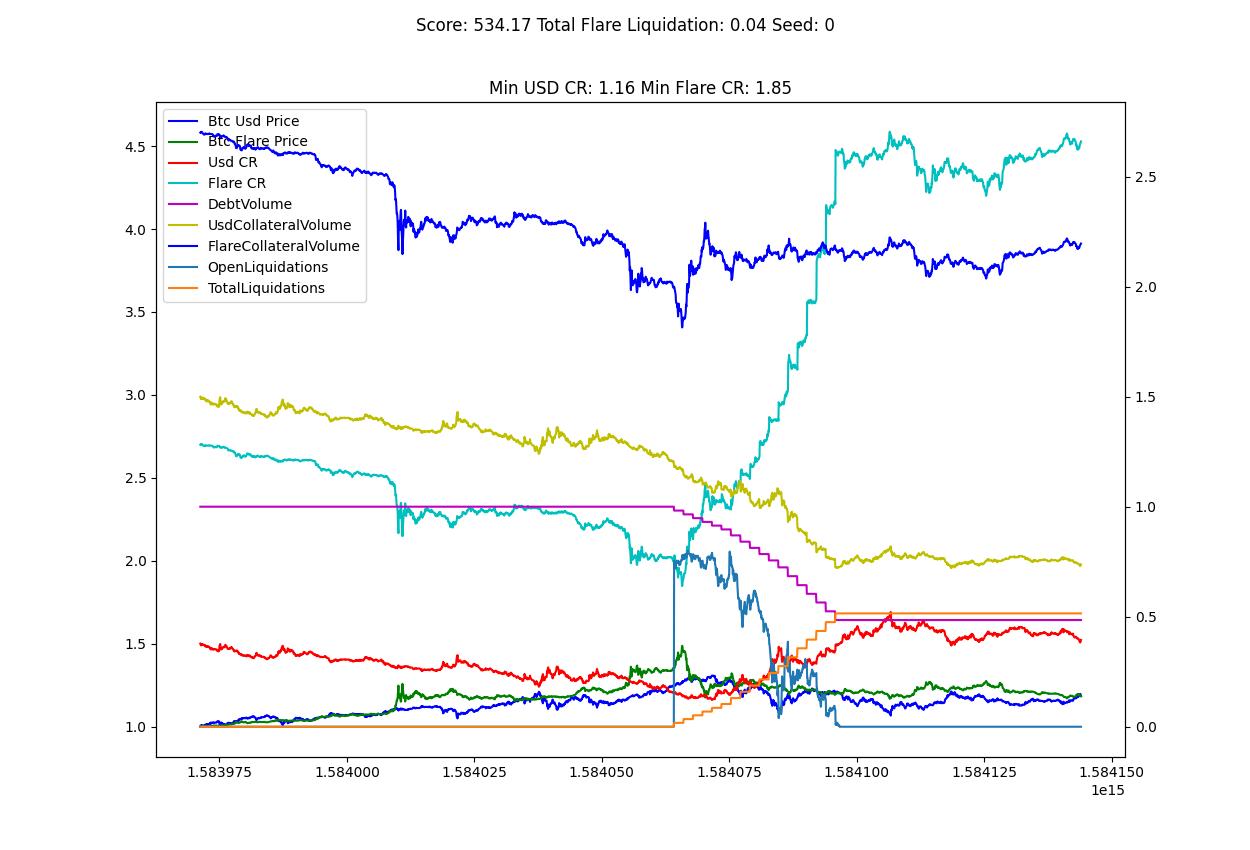 Score: 534.17 Total Flare Liquidation: 0.04 Seed: 0
Min USD CR: 1.16 Min Flare CR: 1.85
Btc Usd Price
Btc Flare Price
Usd CR
Flare CR
DebtVolume
UsdCollateralVolume
FlareCollateralVolume
OpenLiquidations
TotalLiquidations
4.5
4.0
3.5
3.0
2.5
2.0
1.5
1.0
2.5
2.0
1.5
1.0
0.5
0.0
1.583975 1.584000 1.584025 1.584050 1.584075 1.584100 1.584125 1.584150
1e15